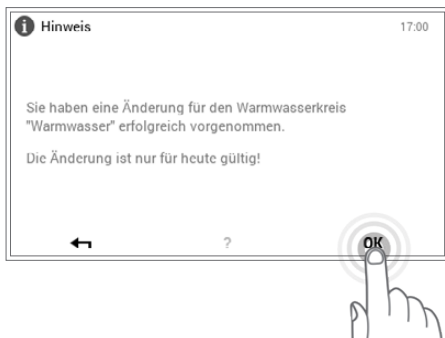 i Hinweis 17:00
Sie haben eine Änderung für den Warmwasserkreis
"Warmwasser" erfolgreich vorgenommen.
Die Änderung ist nur für heute gültig!
? OK